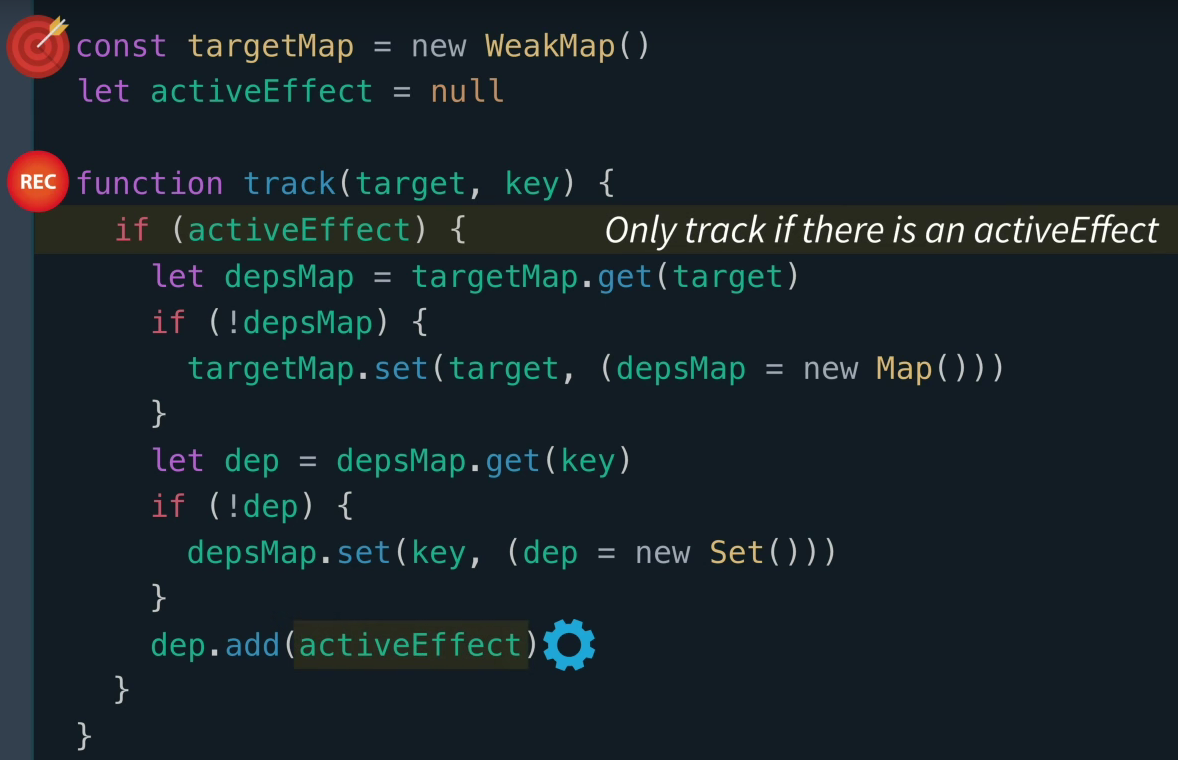 const targetMap = new WeakMap()
let activeEffect = null
REC
function track(target, key) {
if (activeEffect) { Only track if there is an activeEffect
let depsMap = targetMap.get(target)
if (!depsMap) {
targetMap.set(target, (depsMap = new Map()))
}
let dep = depsMap.get(key)
if (!dep) {
depsMap.set(key, (dep = new Set()))
}
dep.add(activeEffect)
}
}